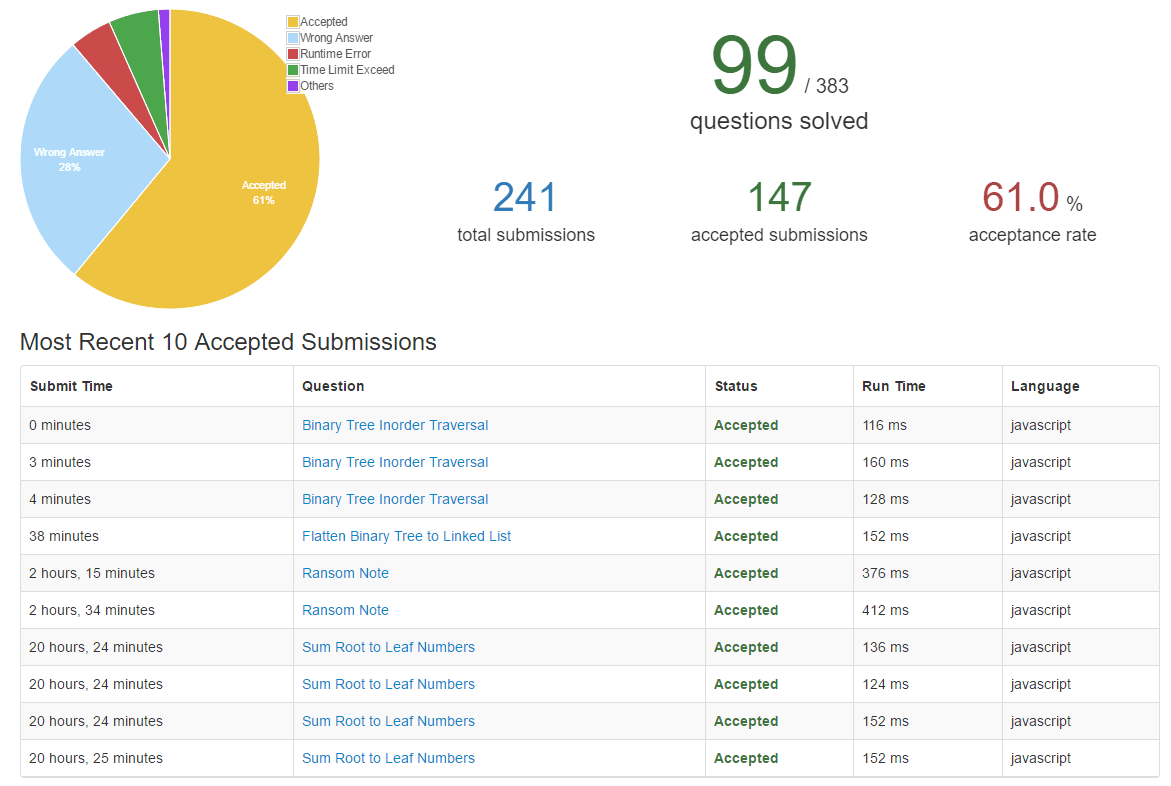 Accepted
Wrong Answer
Runtime Error
Time Limit Exceed
Others
Wrong Answer
28%
Accepted
61%
99 / 383
questions solved
241
total submissions
147
accepted submissions
61.0 %
acceptance rate
Most Recent 10 Accepted Submissions
Submit Time Question Status Run Time Language
0 minutes Binary Tree Inorder Traversal Accepted 116 ms javascript
3 minutes Binary Tree Inorder Traversal Accepted 160 ms javascript
4 minutes Binary Tree Inorder Traversal Accepted 128 ms javascript
38 minutes Flatten Binary Tree to Linked List Accepted 152 ms javascript
2 hours, 15 minutes Ransom Note Accepted 376 ms javascript
2 hours, 34 minutes Ransom Note Accepted 412 ms javascript
20 hours, 24 minutes Sum Root to Leaf Numbers Accepted 136 ms javascript
20 hours, 24 minutes Sum Root to Leaf Numbers Accepted 124 ms javascript
20 hours, 24 minutes Sum Root to Leaf Numbers Accepted 152 ms javascript
20 hours, 25 minutes Sum Root to Leaf Numbers Accepted 152 ms javascript